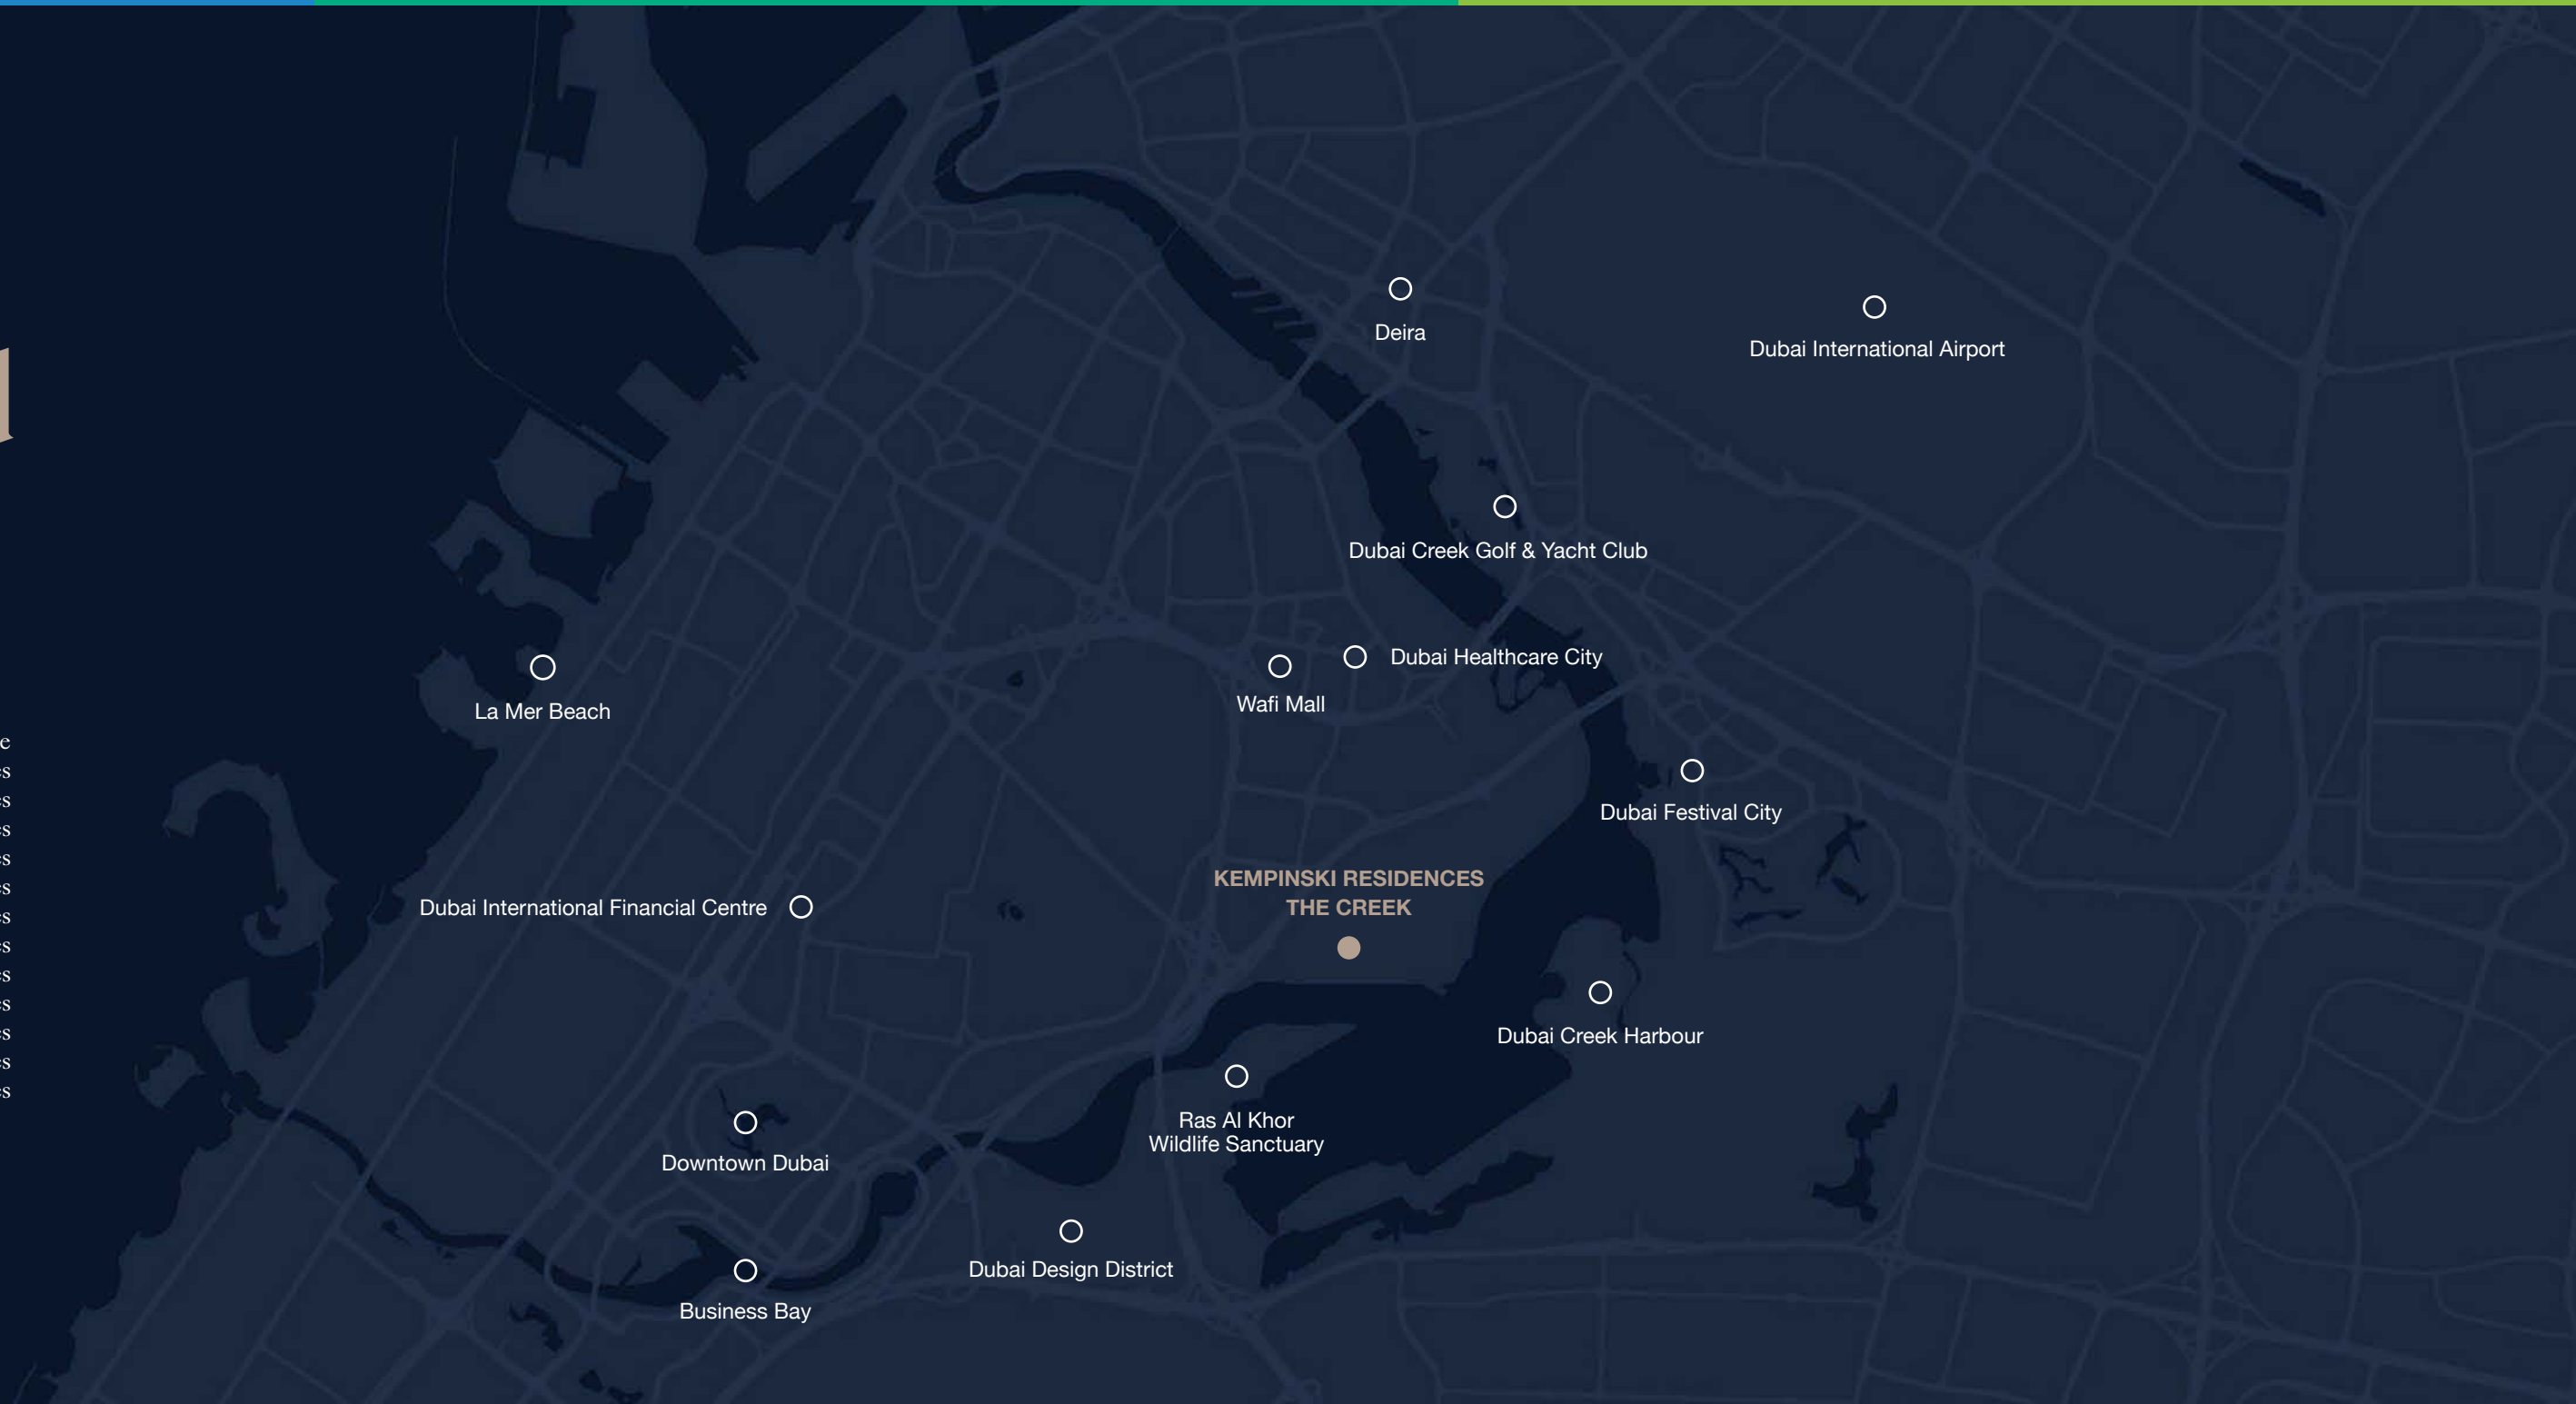 Deira
Dubai International Airport
Dubai Creek Golf & Yacht Club
Dubai Healthcare City
Wafi Mall
La Mer Beach
Dubai Festival City
KEMPINSKI RESIDENCES
THE CREEK
Dubai International Financial Centre
Dubai Creek Harbour
Ras Al Khor
Wildlife Sanctuary
Downtown Dubai
Dubai Design District
Business Bay